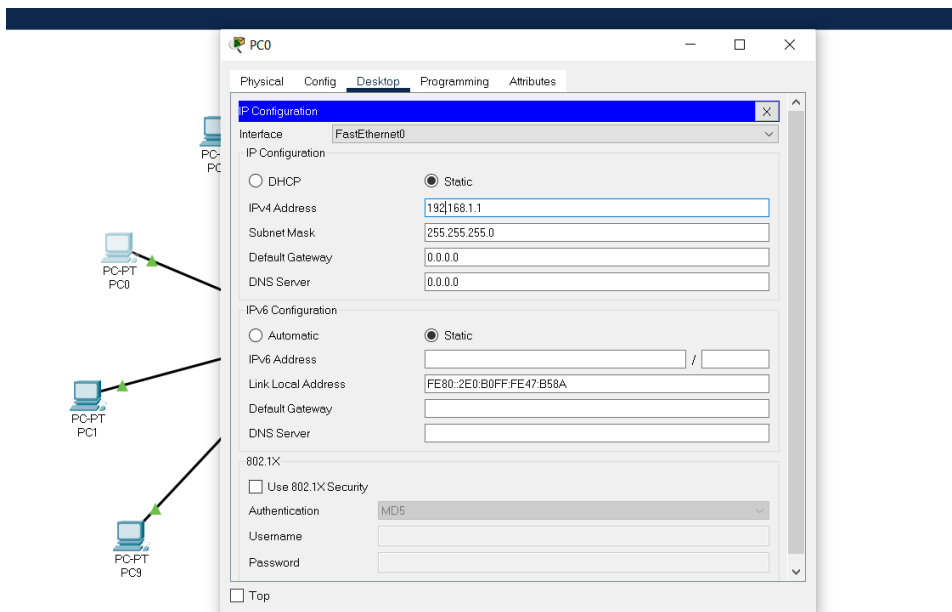 PC0
Physical Config Desktop Programming Attributes
IP Configuration X
Interface FastEthernet0
IP Configuration
DHCP Static
IPv4 Address 192.168.1.1
Subnet Mask 255.255.255.0
Default Gateway 0.0.0.0
DNS Server 0.0.0.0
IPv6 Configuration
Automatic Static
IPv6 Address /
Link Local Address FE80::2E0:B0FF:FE47:B58A
Default Gateway
DNS Server
802.1X
Use 802.1X Security
Authentication MD5
Username
Password
Top
PC-
PC
PC-PT
PC0
PC-PT
PC1
PC-PT
PC9